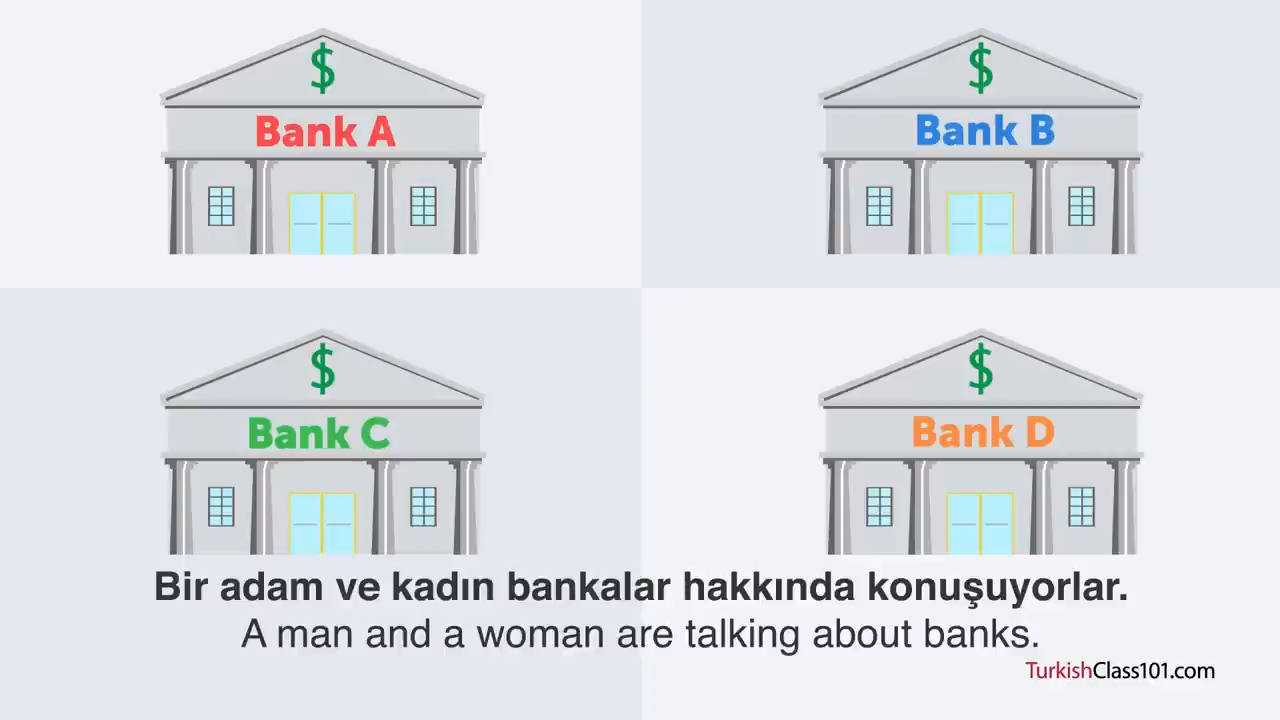 $
Bank A
$
Bank B
$
Bank C
$
Bank D
Bir adam ve kadın bankalar hakkında konuşuyorlar.
A man and a woman are talking about banks.
TurkishClass101.com